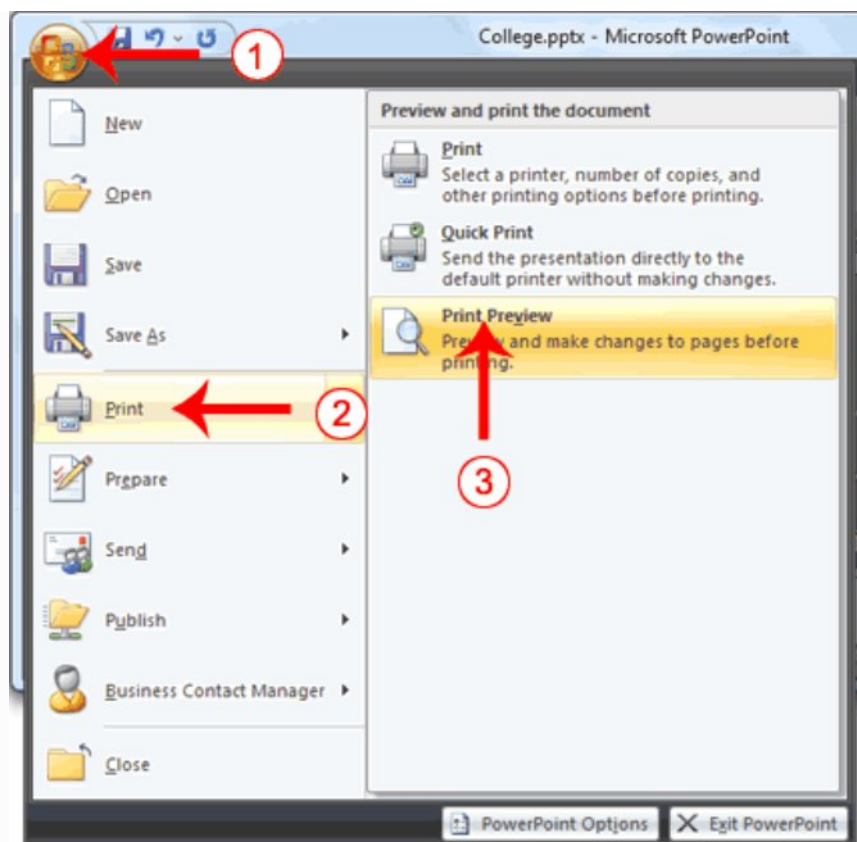 College.pptx - Microsoft PowerPoint
1
New
Open
Save
Save As
Print
2
Prepare
Send
Publish
Business Contact Manager
Close
Preview and print the document
Print
Select a printer, number of copies, and
other printing options before printing.
Quick Print
Send the presentation directly to the
default printer without making changes.
Print Preview
Preview and make changes to pages before
printing.
3
PowerPoint Options
Exit PowerPoint